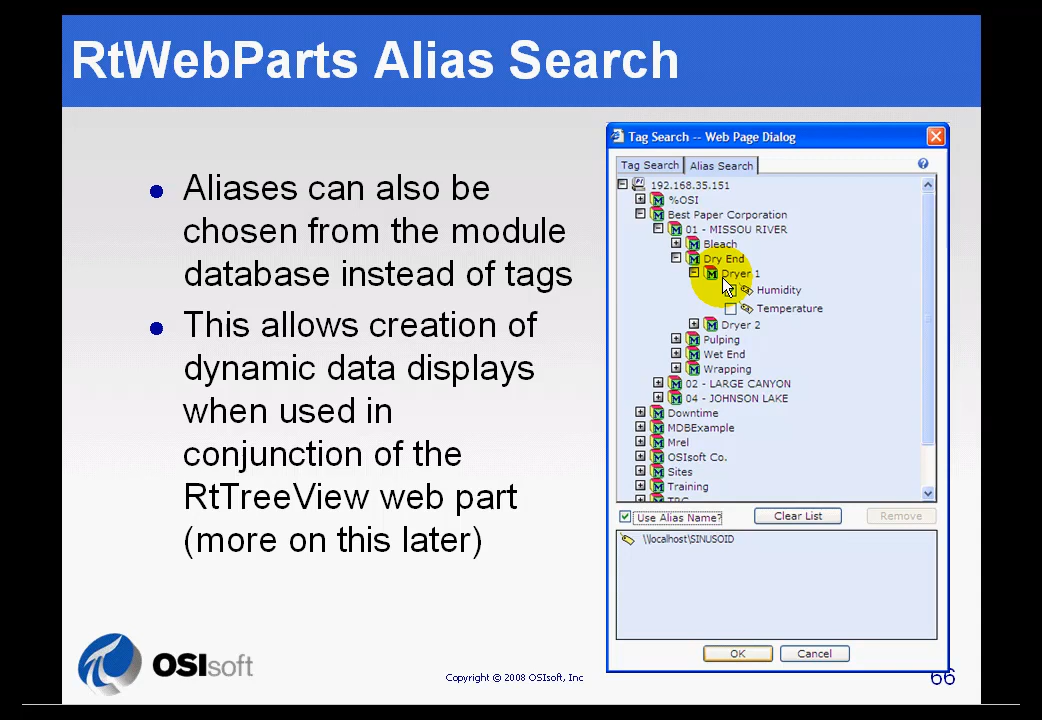 RtWebParts Alias Search
Aliases can also be
chosen from the module
database instead of tags
This allows creation of
dynamic data displays
when used in
conjunction of the
RtTreeView web part
(more on this later)
Tag Search -- Web Page Dialog
Tag Search
Alias Search
192.168.35.151
%OSI
Best Paper Corporation
01 - MISSOU RIVER
Bleach
Dry End
Dryer 1
Humidity
Temperature
Dryer 2
Pulping
Wet End
Wrapping
02 - LARGE CANYON
04 - JOHNSON LAKE
Downtime
MDBExample
Mrel
OSIsoft Co.
Sites
Training
Use Alias Name?
Clear List
Remove
\\localhost\SINUSOID
OK
Cancel
OSIsoft
Copyright © 2008 OSIsoft, Inc
66